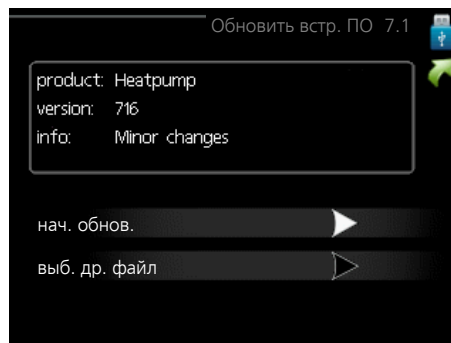 Обновить встр. ПО 7.1
product: Heatpump
version: 716
info: Minor changes
нач. обнов.
выб. др. файл